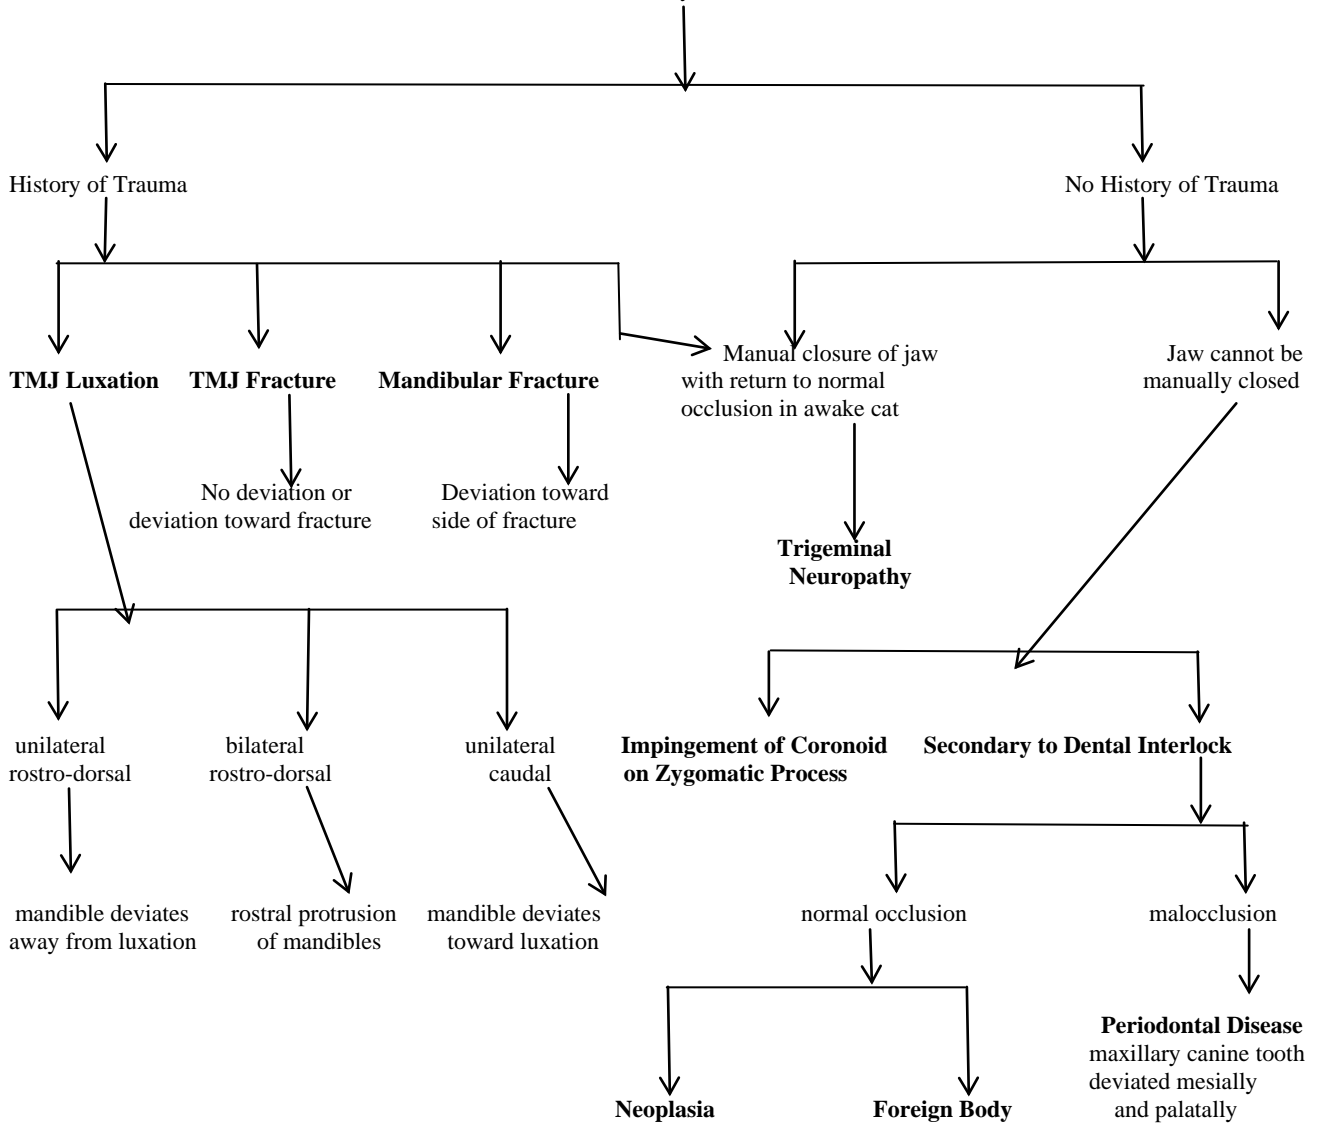 History of Trauma
No History of Trauma
TMJ Luxation
TMJ Fracture
Mandibular Fracture
Manual closure of jaw
with return to normal
occlusion in awake cat
Jaw cannot be
manually closed
No deviation or
deviation toward fracture
Deviation toward
side of fracture
Trigeminal
Neuropathy
unilateral
rostro-dorsal
bilateral
rostro-dorsal
unilateral
caudal
Impingement of Coronoid
on Zygomatic Process
Secondary to Dental Interlock
mandible deviates
away from luxation
rostral protrusion
of mandibles
mandible deviates
toward luxation
normal occlusion
malocclusion
Neoplasia
Foreign Body
Periodontal Disease
maxillary canine tooth
deviated mesially
and palatally